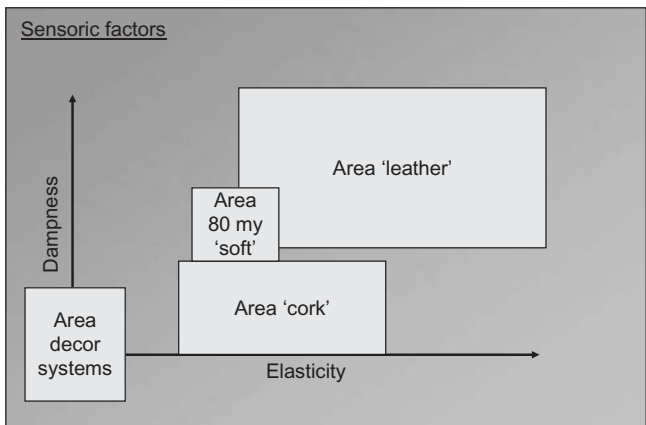 Sensoric factors
Dampness
Area ‘leather’
Area
80 my
‘soft’
Area ‘cork’
Area
decor
systems
Elasticity